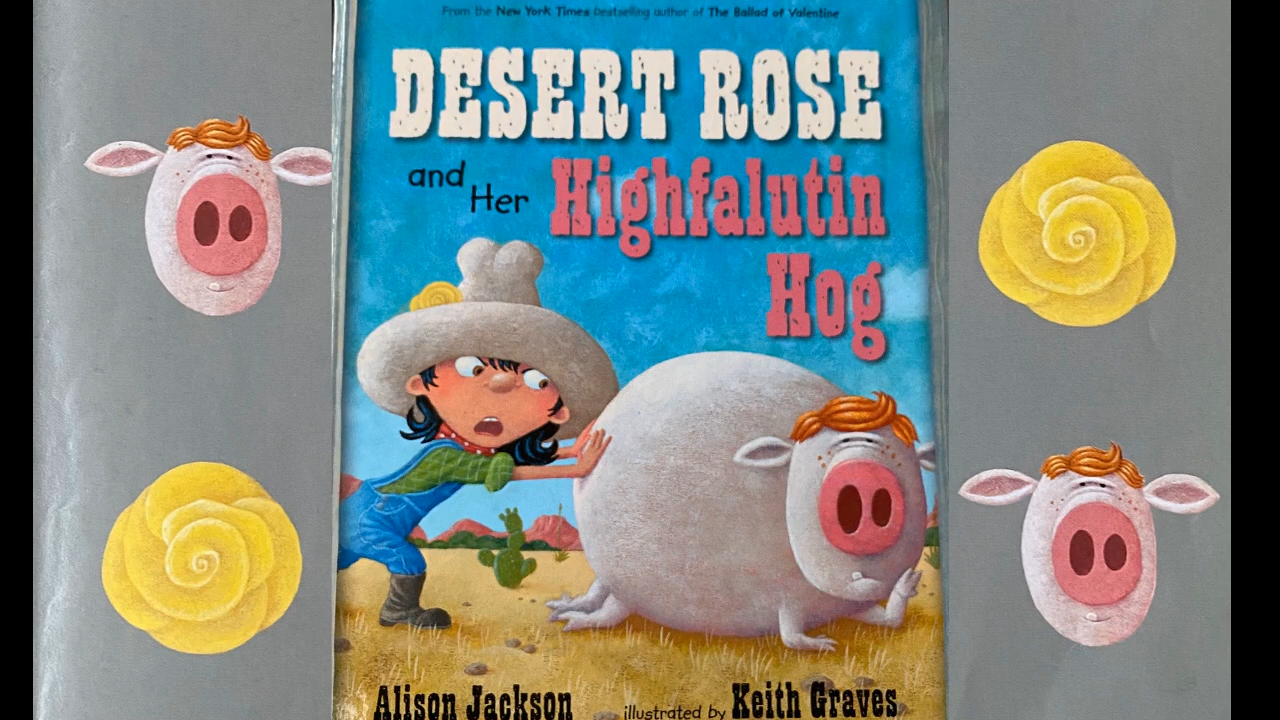 From the New York Times bestselling author of The Ballad of Valentine
DESERT ROSE
and Her Highfalutin
Hog
Alison Jackson illustrated by Keith Graves